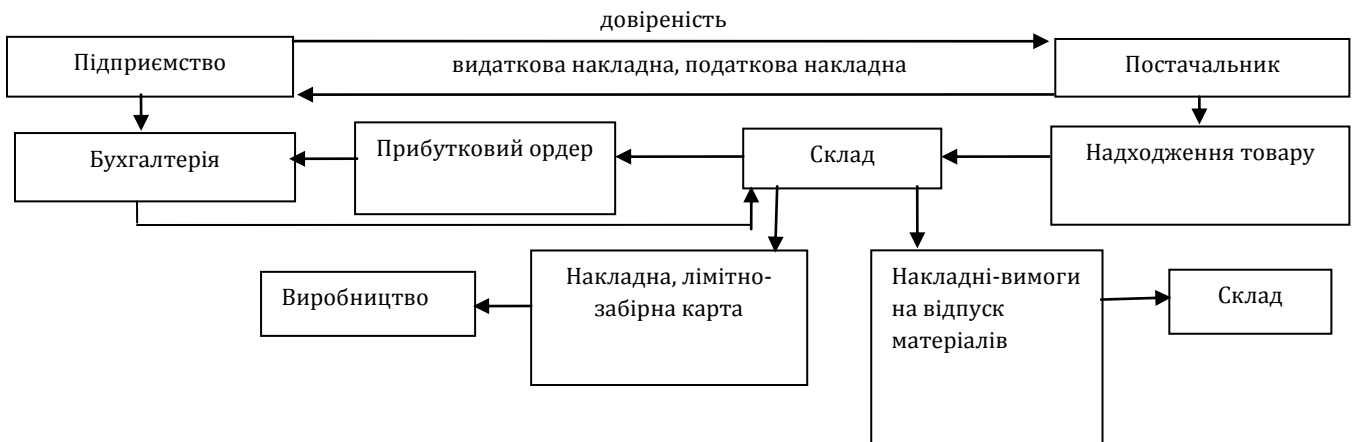 довіреність
Підприємство
видаткова накладна, податкова накладна
Постачальник
Бухгалтерія
Прибутковий ордер
Склад
Надходження товару
Виробництво
Накладна, лімітно-
забірна карта
Накладні-вимоги
на відпуск
матеріалів
Склад